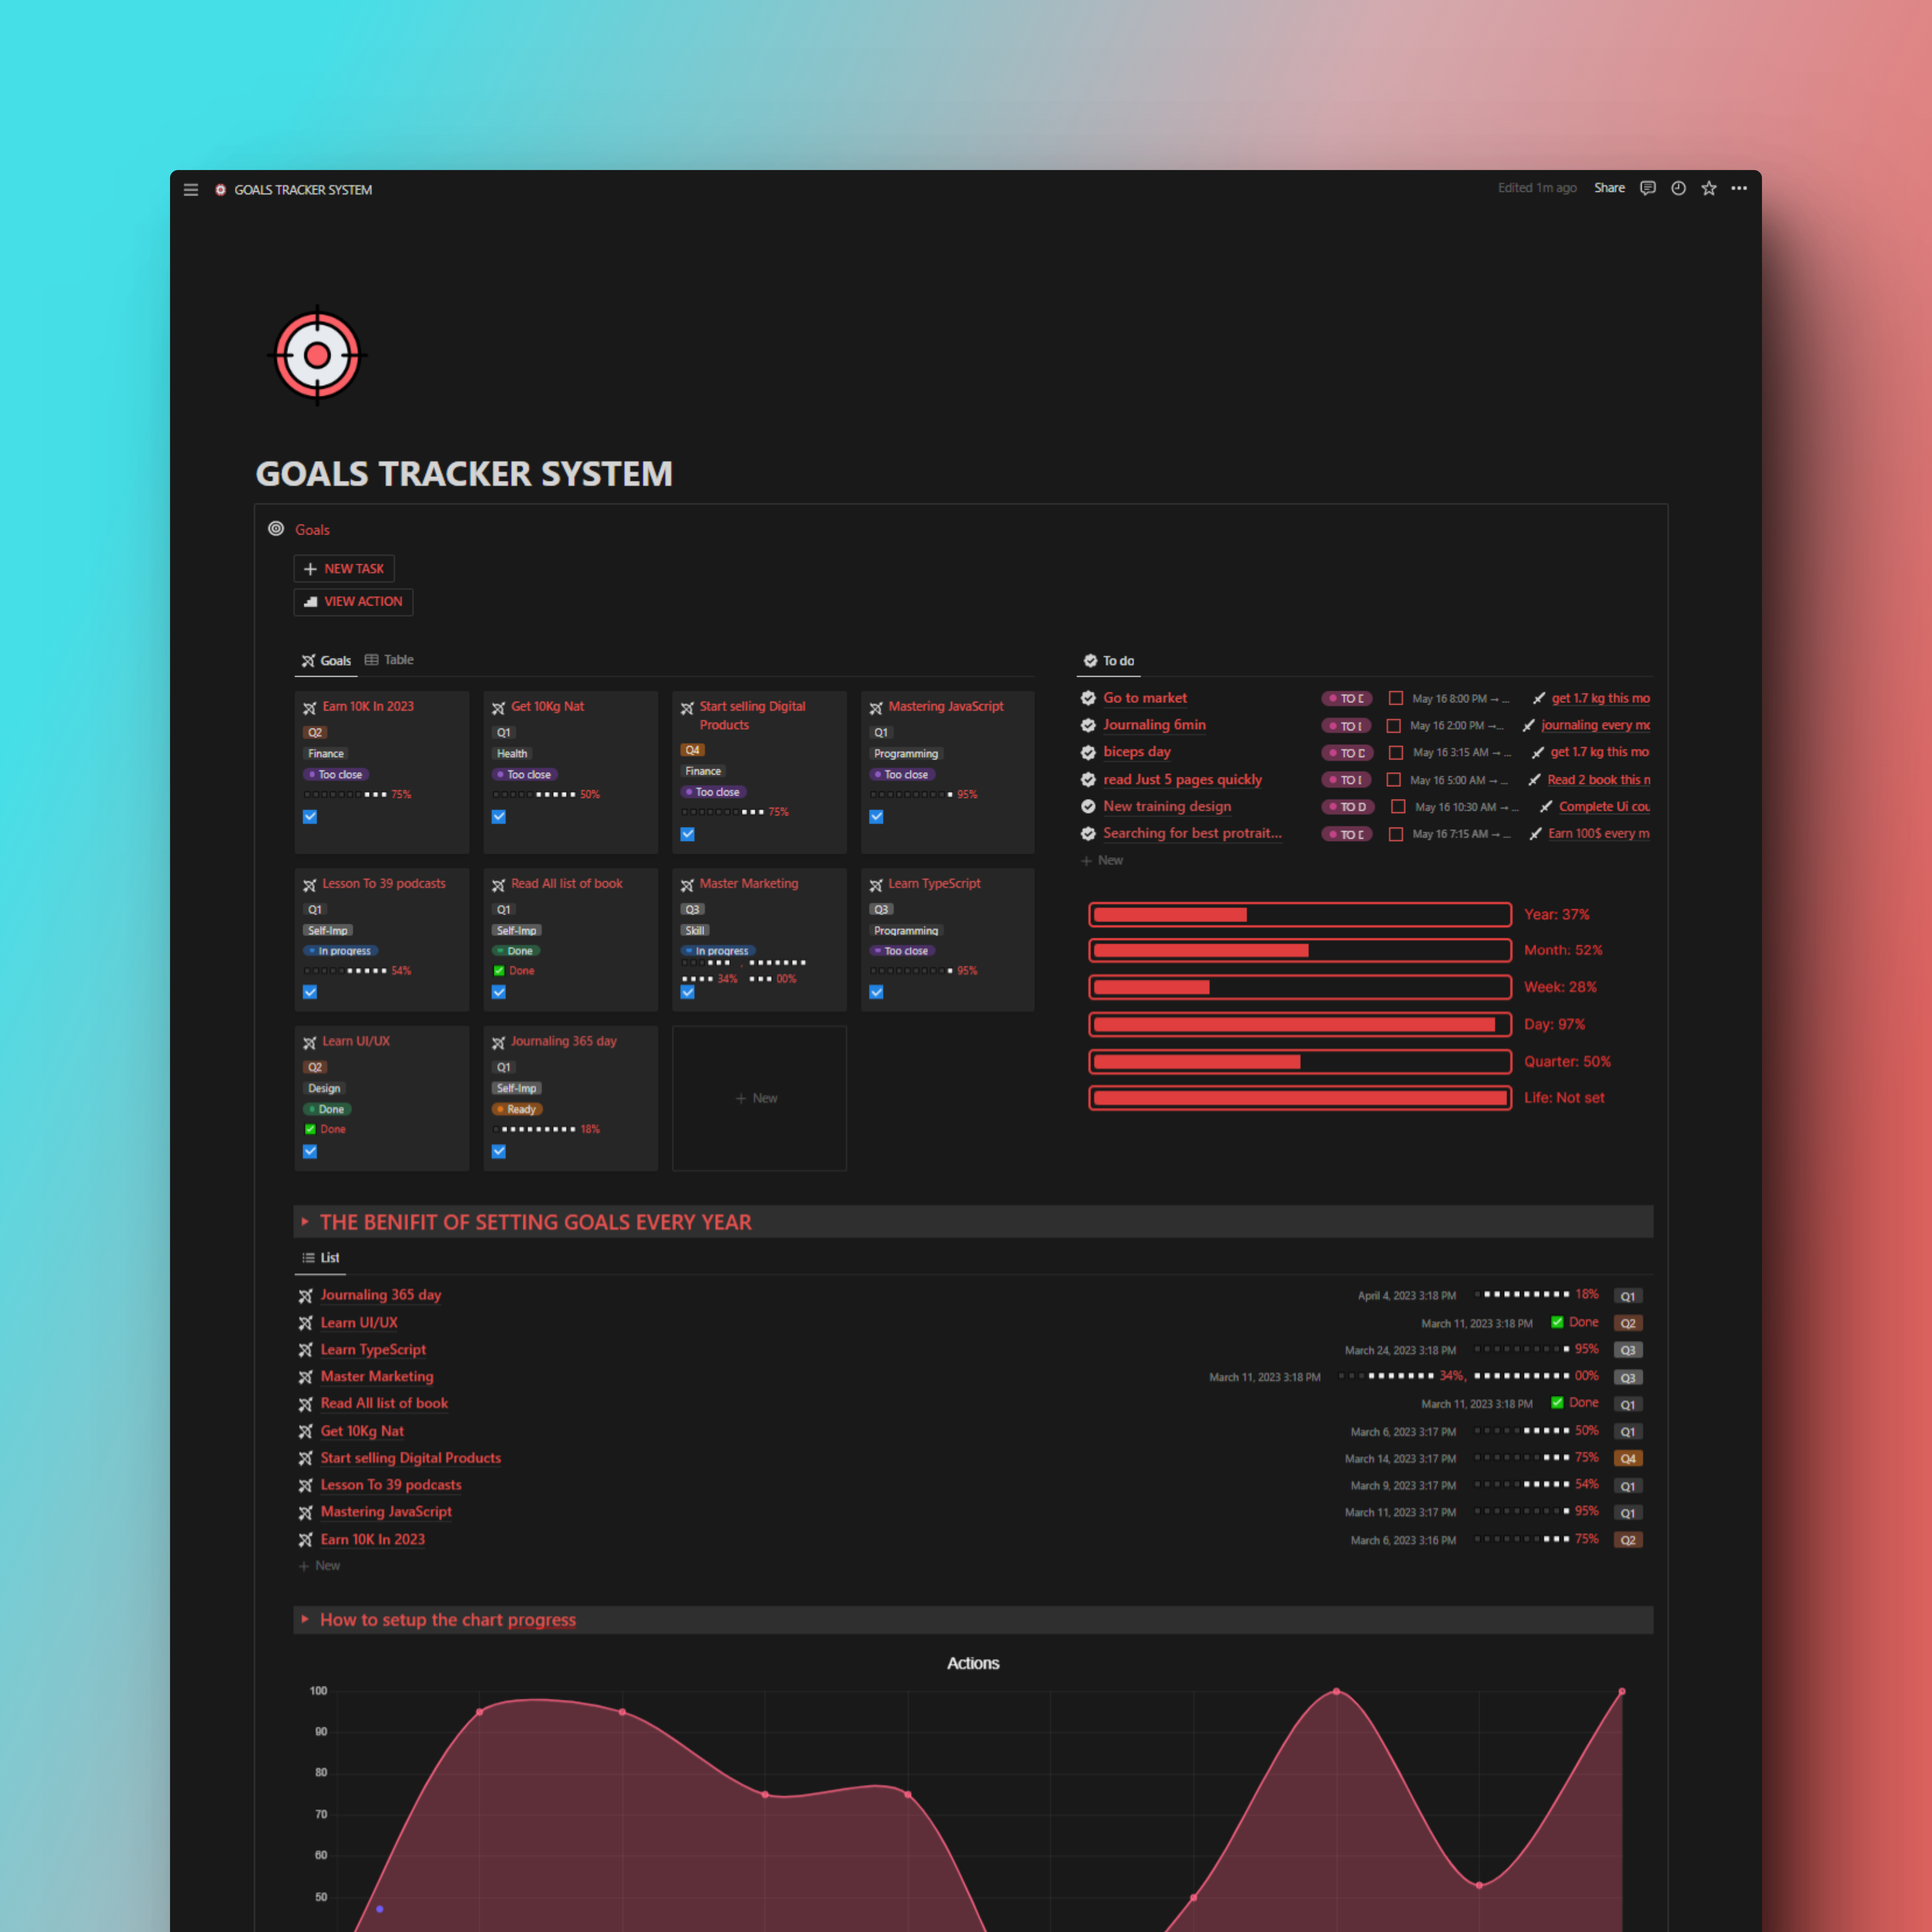 GOALS TRACKER SYSTEM
Edited 1m ago Share
GOALS TRACKER SYSTEM
Goals
NEW TASK
VIEW ACTION
Goals Table
Earn 10K In 2023
Q2
Finance
Too close
75%
Get 10Kg Nat
Q1
Health
Too close
50%
Start selling Digital
Products
Q4
Finance
Too close
75%
Mastering JavaScript
Q1
Programming
Too close
95%
Lesson To 39 podcasts
Q1
Self-Imp
In progress
54%
Read All list of book
Q1
Self-Imp
Done
Done
Master Marketing
Q3
Skill
In progress
34% 00%
Learn TypeScript
Q3
Programming
Too close
95%
Learn UI/UX
Q2
Design
Done
Done
Journaling 365 day
Q1
Self-Imp
Ready
18%
+ New
To do
Go to market TO May 16 8:00 PM → ... get 1.7 kg this mo
Journaling 6min TO May 16 2:00 PM →... journaling every mo
biceps day TO May 16 3:15 AM → ... get 1.7 kg this mo
read Just 5 pages quickly TO May 16 5:00 AM → ... Read 2 book this
New training design TO D May 16 10:30 AM → ... Complete Ui cou
Searching for best protrait... TO May 16 7:15 AM → ... Earn 100$ every m
+ New
Year: 37%
Month: 52%
Week: 28%
Day: 97%
Quarter: 50%
Life: Not set
THE BENIFIT OF SETTING GOALS EVERY YEAR
List
Journaling 365 day April 4, 2023 3:18 PM 18% Q1
Learn UI/UX March 11, 2023 3:18 PM Done Q2
Learn TypeScript March 24, 2023 3:18 PM 95% Q3
Master Marketing March 11, 2023 3:18 PM 34%, 00% Q3
Read All list of book March 11, 2023 3:18 PM Done Q1
Get 10Kg Nat March 6, 2023 3:17 PM 50% Q1
Start selling Digital Products March 14, 2023 3:17 PM 75% Q4
Lesson To 39 podcasts March 9, 2023 3:17 PM 54% Q1
Mastering JavaScript March 11, 2023 3:17 PM 95% Q1
Earn 10K In 2023 March 6, 2023 3:16 PM 75% Q2
+ New
How to setup the chart progress
Actions
100
90
80
70
60
50